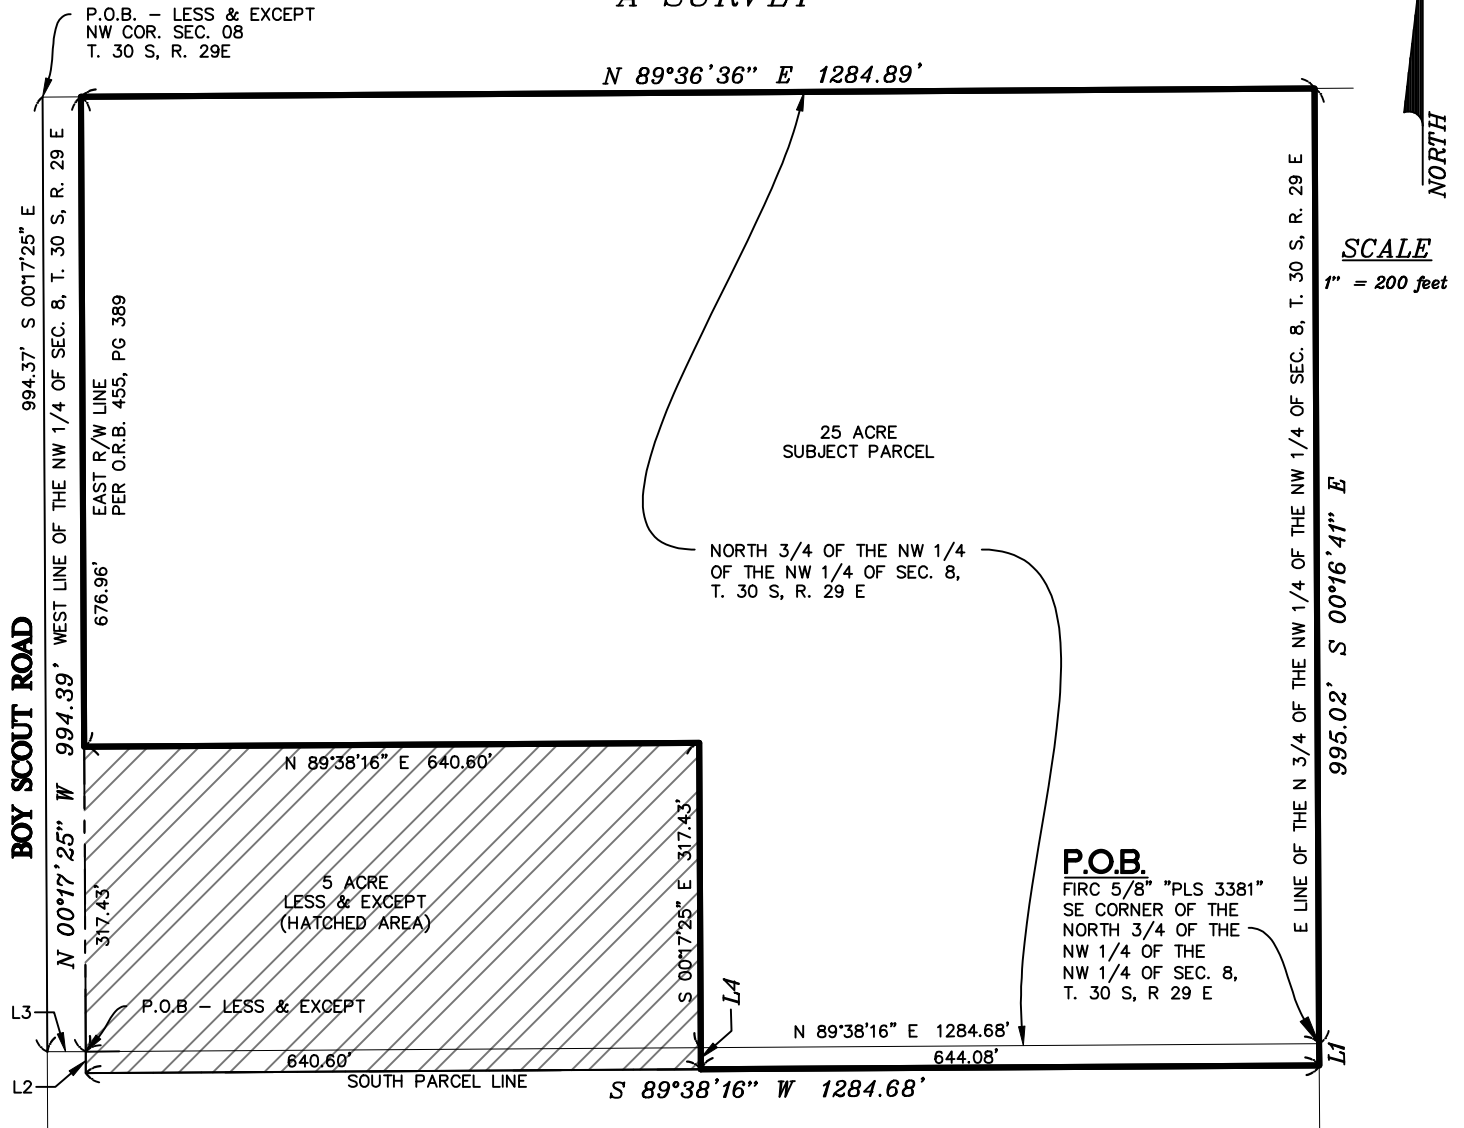 A SURVEY
P.O.B. – LESS & EXCEPT
NW COR. SEC. 08
T. 30 S, R. 29E
N 89°36'36" E 1284.89'
NORTH
SCALE
1" = 200 feet
994.37' S 00°17'25" E
WEST LINE OF THE NW 1/4 OF SEC. 8, T. 30 S, R. 29 E
EAST R/W LINE
PER O.R.B. 455, PG 389
676.96'
25 ACRE
SUBJECT PARCEL
NORTH 3/4 OF THE NW 1/4
OF THE NW 1/4 OF SEC. 8,
T. 30 S, R. 29 E
E LINE OF THE N 3/4 OF THE NW 1/4 OF THE NW 1/4 OF SEC. 8, T. 30 S, R. 29 E
995.02' S 00°16'41" E
BOY SCOUT ROAD
N 00°17'25" W 994.39'
N 89°38'16" E 640.60'
317.43'
5 ACRE
LESS & EXCEPT
(HATCHED AREA)
S 00°17'25" E 317.43'
P.O.B.
FIRC 5/8" "PLS 3381"
SE CORNER OF THE
NORTH 3/4 OF THE
NW 1/4 OF THE
NW 1/4 OF SEC. 8,
T. 30 S, R 29 E
L4
P.O.B – LESS & EXCEPT
L3
N 89°38'16" E 1284.68'
640.60'
644.08'
L1
L2
SOUTH PARCEL LINE
S 89°38'16" W 1284.68'